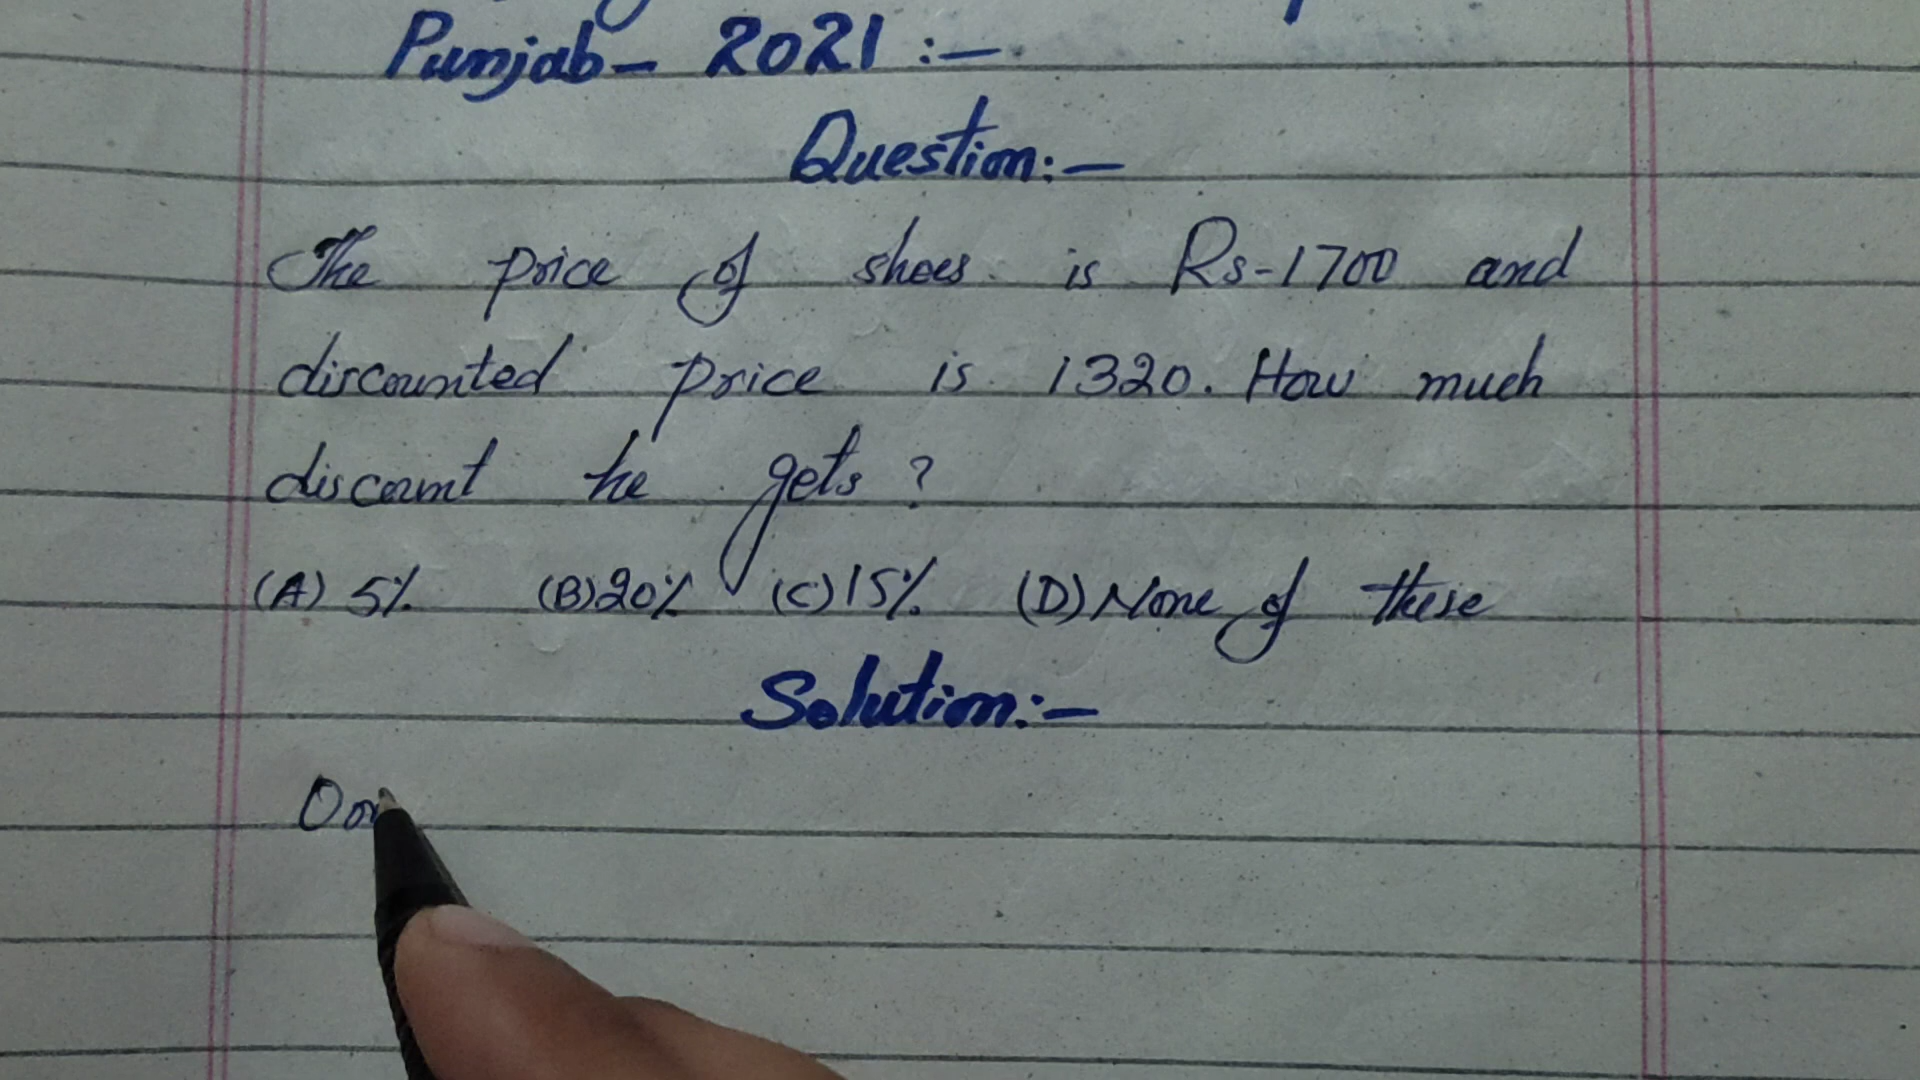 Punjab- 2021 :-
Question:-
The price of shoes is Rs-1700 and
discounted price is 1320. How much
discount he gets ?
(A) 5% (B) 20% (C) 15% (D) None of these
Solution:-